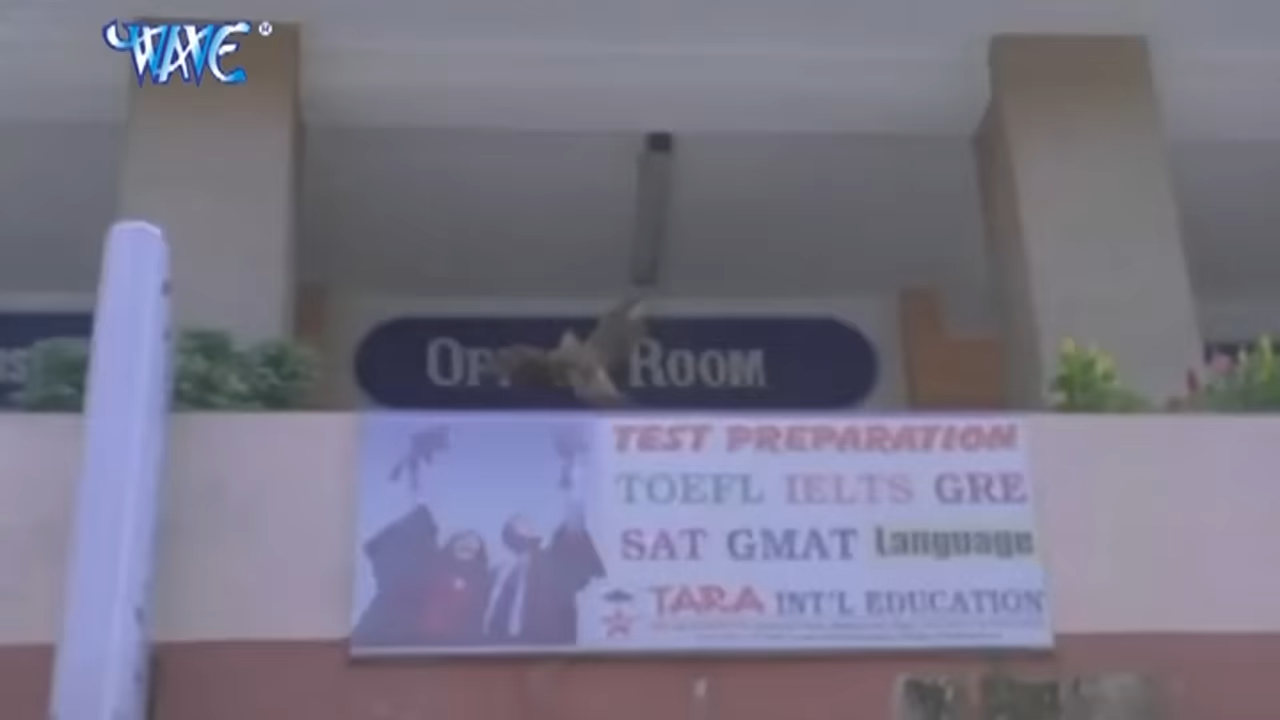 WAVE®
ROOM
TEST PREPARATION
TOEFL IELTS GRE
SAT GMAT Language
TARA INT'L EDUCATION